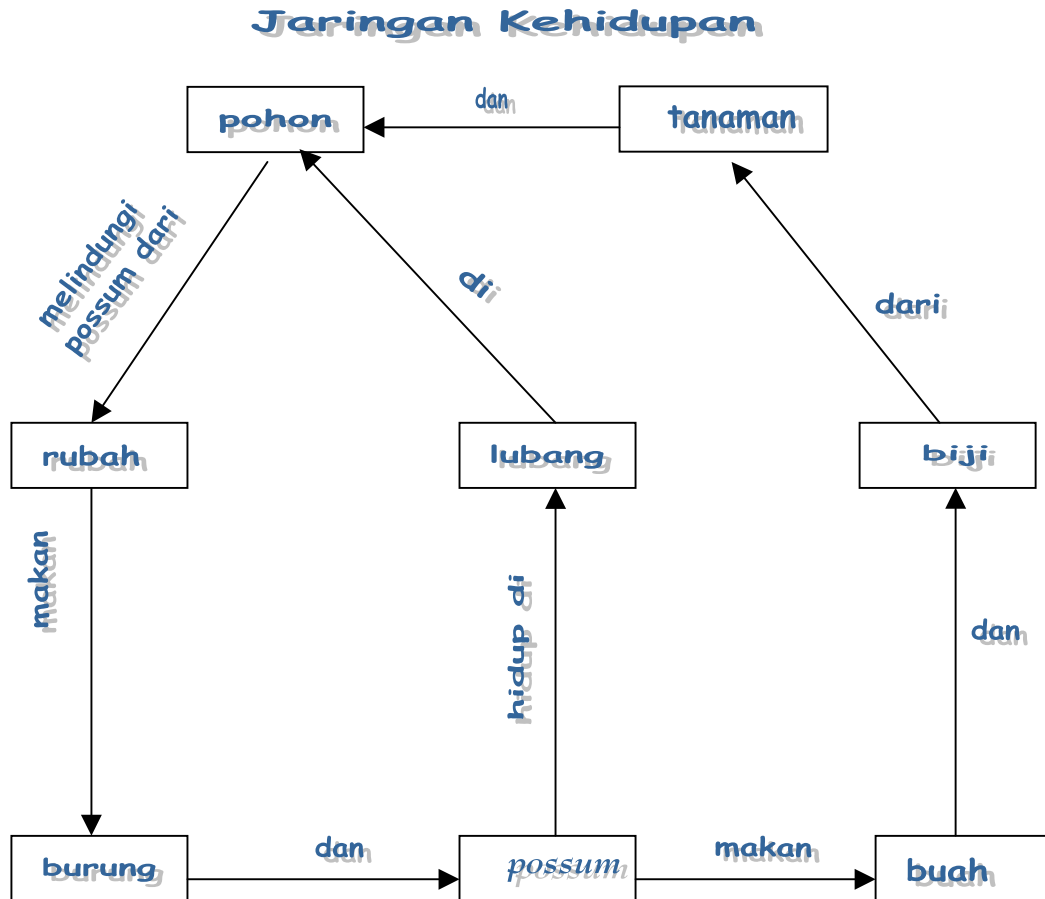 Jaringan Kehidupan
pohon
dan
tanaman
melindungi
possum dari
di
dari
rubah
lubang
biji
makan
hidup di
dan
burung
dan
possum
makan
buah